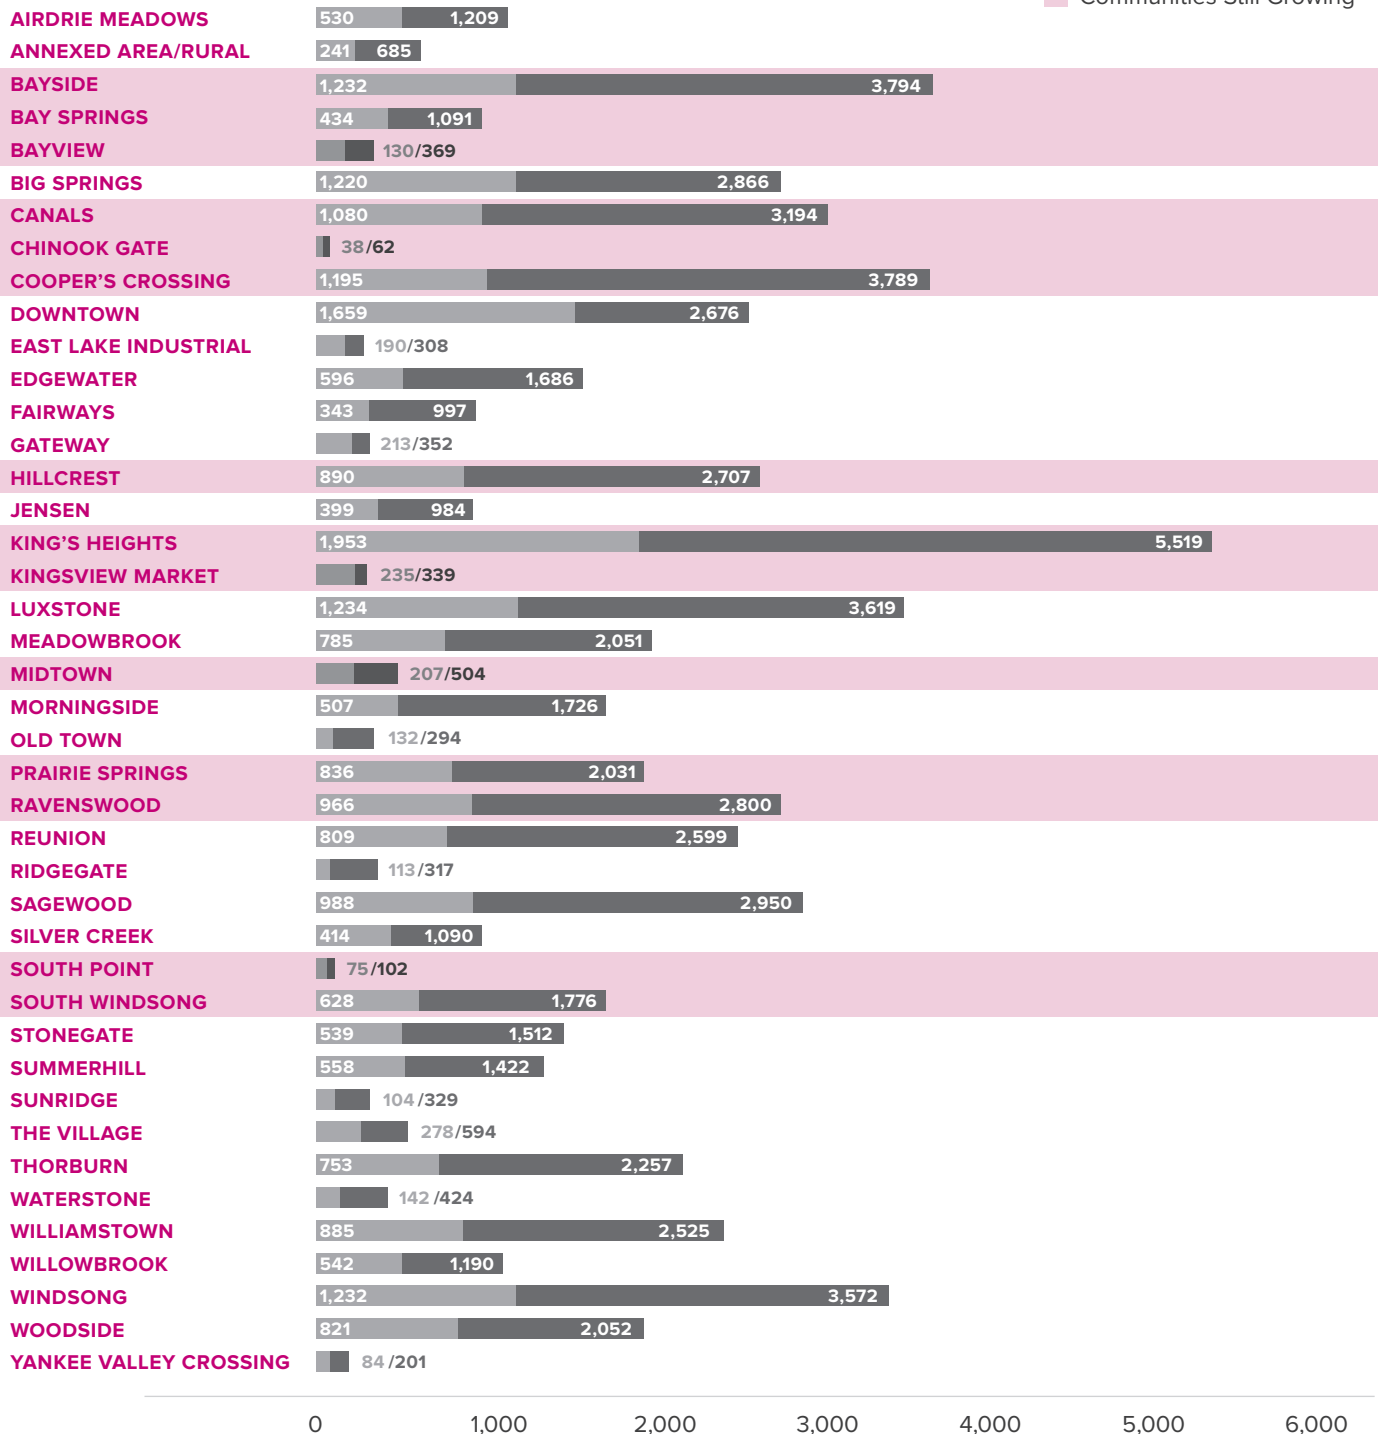 Communities Still Growing
AIRDRIE MEADOWS 530 1,209
ANNEXED AREA/RURAL 241 685
BAYSIDE 1,232 3,794
BAY SPRINGS 434 1,091
BAYVIEW 130/369
BIG SPRINGS 1,220 2,866
CANALS 1,080 3,194
CHINOOK GATE 38/62
COOPER’S CROSSING 1,195 3,789
DOWNTOWN 1,659 2,676
EAST LAKE INDUSTRIAL 190/308
EDGEWATER 596 1,686
FAIRWAYS 343 997
GATEWAY 213/352
HILLCREST 890 2,707
JENSEN 399 984
KING’S HEIGHTS 1,953 5,519
KINGSVIEW MARKET 235/339
LUXSTONE 1,234 3,619
MEADOWBROOK 785 2,051
MIDTOWN 207/504
MORNINGSIDE 507 1,726
OLD TOWN 132/294
PRAIRIE SPRINGS 836 2,031
RAVENSWOOD 966 2,800
REUNION 809 2,599
RIDGEGATE 113/317
SAGEWOOD 988 2,950
SILVER CREEK 414 1,090
SOUTH POINT 75/102
SOUTH WINDSONG 628 1,776
STONEGATE 539 1,512
SUMMERHILL 558 1,422
SUNRIDGE 104/329
THE VILLAGE 278/594
THORBURN 753 2,257
WATERSTONE 142 /424
WILLIAMSTOWN 885 2,525
WILLOWBROOK 542 1,190
WINDSONG 1,232 3,572
WOODSIDE 821 2,052
YANKEE VALLEY CROSSING 84 /201
0 1,000 2,000 3,000 4,000 5,000 6,000